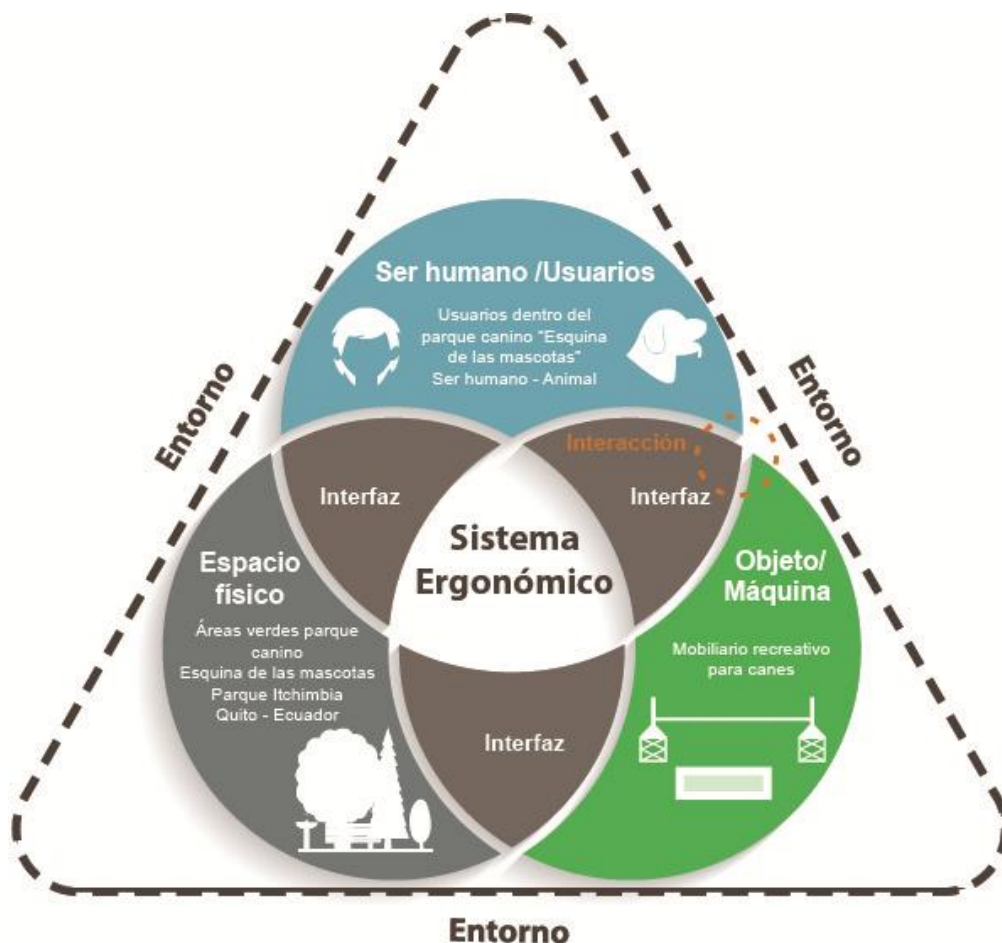 Ser humano /Usuarios
Usuarios dentro del
parque canino "Esquina
de las mascotas"
Ser humano - Animal
Entorno
Entorno
Interacción
Interfaz
Interfaz
Sistema
Ergonómico
Espacio
físico
Áreas verdes parque
canino
Esquina de las mascotas
Parque Itchimbia
Quito - Ecuador
Objeto/
Máquina
Mobiliario recreativo
para canes
Interfaz
Entorno